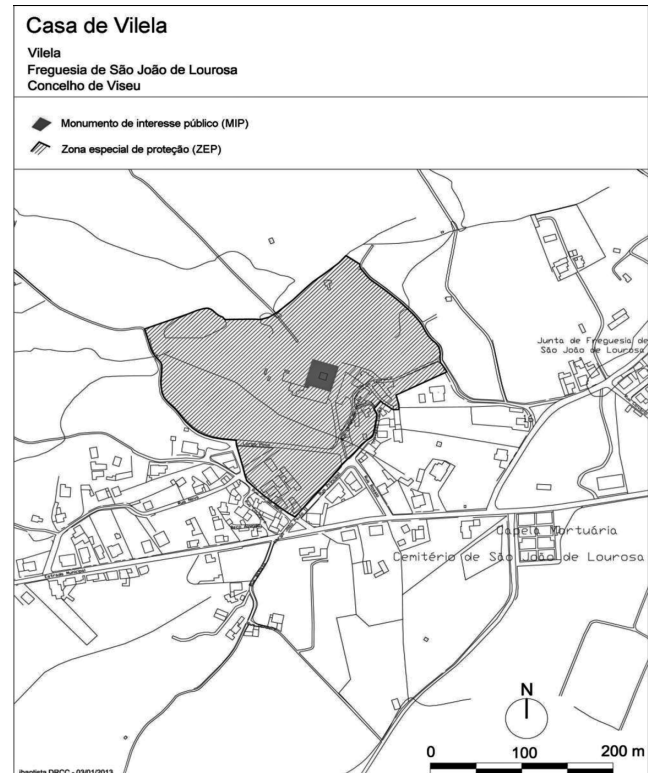 Casa de Vilela
Vilela
Freguesia de São João de Lourosa
Concelho de Viseu
Monumento de interesse público (MIP)
Zona especial de proteção (ZEP)
Junta de Freguesia de
São João de Lourosa
Capela Mortuária
Cemitério de São João de Lourosa
Estrada Municipal
N
0 100 200 m
jbaptista DRCC - 03/01/2013